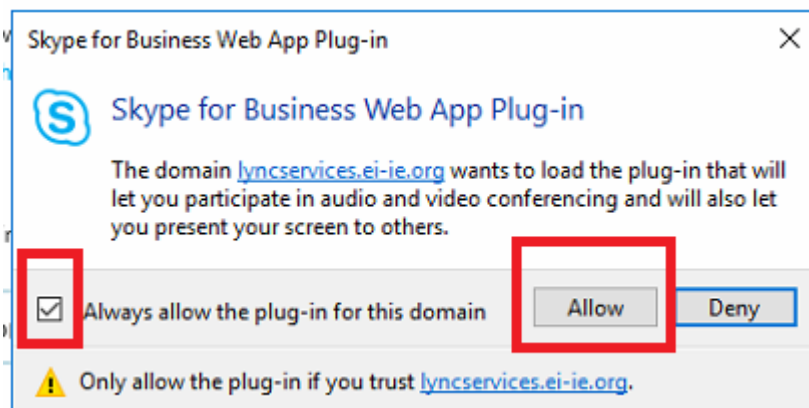 Skype for Business Web App Plug-in
Skype for Business Web App Plug-in
The domain lyncservices.ei-ie.org wants to load the plug-in that will
let you participate in audio and video conferencing and will also let
you present your screen to others.
Always allow the plug-in for this domain Allow Deny
Only allow the plug-in if you trust lyncservices.ei-ie.org.